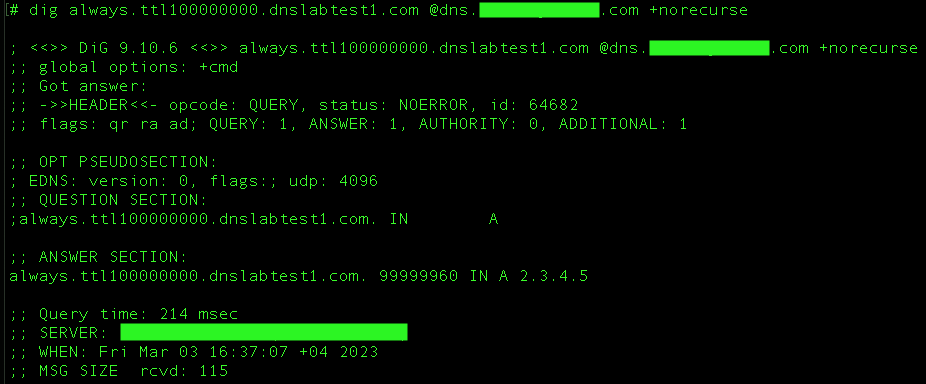 [# dig always.ttl100000000.dnslabtest1.com @dns. .com +norecurse
; <<>> DiG 9.10.6 <<>> always.ttl100000000.dnslabtest1.com @dns. .com +norecurse
;; global options: +cmd
;; Got answer:
;; ->>HEADER<<- opcode: QUERY, status: NOERROR, id: 64682
;; flags: qr ra ad; QUERY: 1, ANSWER: 1, AUTHORITY: 0, ADDITIONAL: 1
;; OPT PSEUDOSECTION:
; EDNS: version: 0, flags:; udp: 4096
;; QUESTION SECTION:
;always.ttl100000000.dnslabtest1.com. IN A
;; ANSWER SECTION:
always.ttl100000000.dnslabtest1.com. 99999960 IN A 2.3.4.5
;; Query time: 214 msec
;; SERVER:
;; WHEN: Fri Mar 03 16:37:07 +04 2023
;; MSG SIZE rcvd: 115